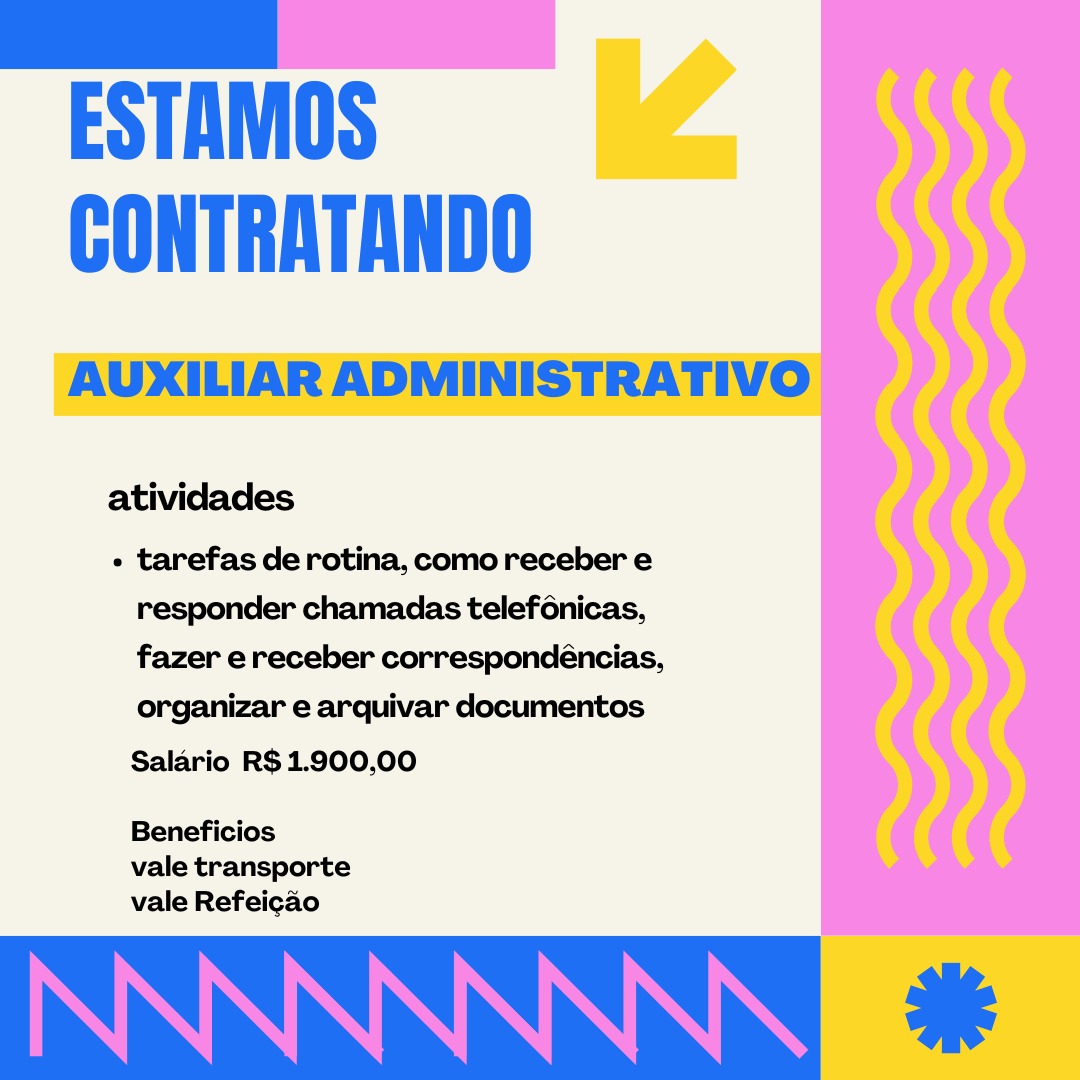 ESTAMOS
CONTRATANDO
AUXILIAR ADMINISTRATIVO
atividades
• tarefas de rotina, como receber e
responder chamadas telefônicas,
fazer e receber correspondências,
organizar e arquivar documentos
Salário R$ 1.900,00
Beneficios
vale transporte
vale Refeição